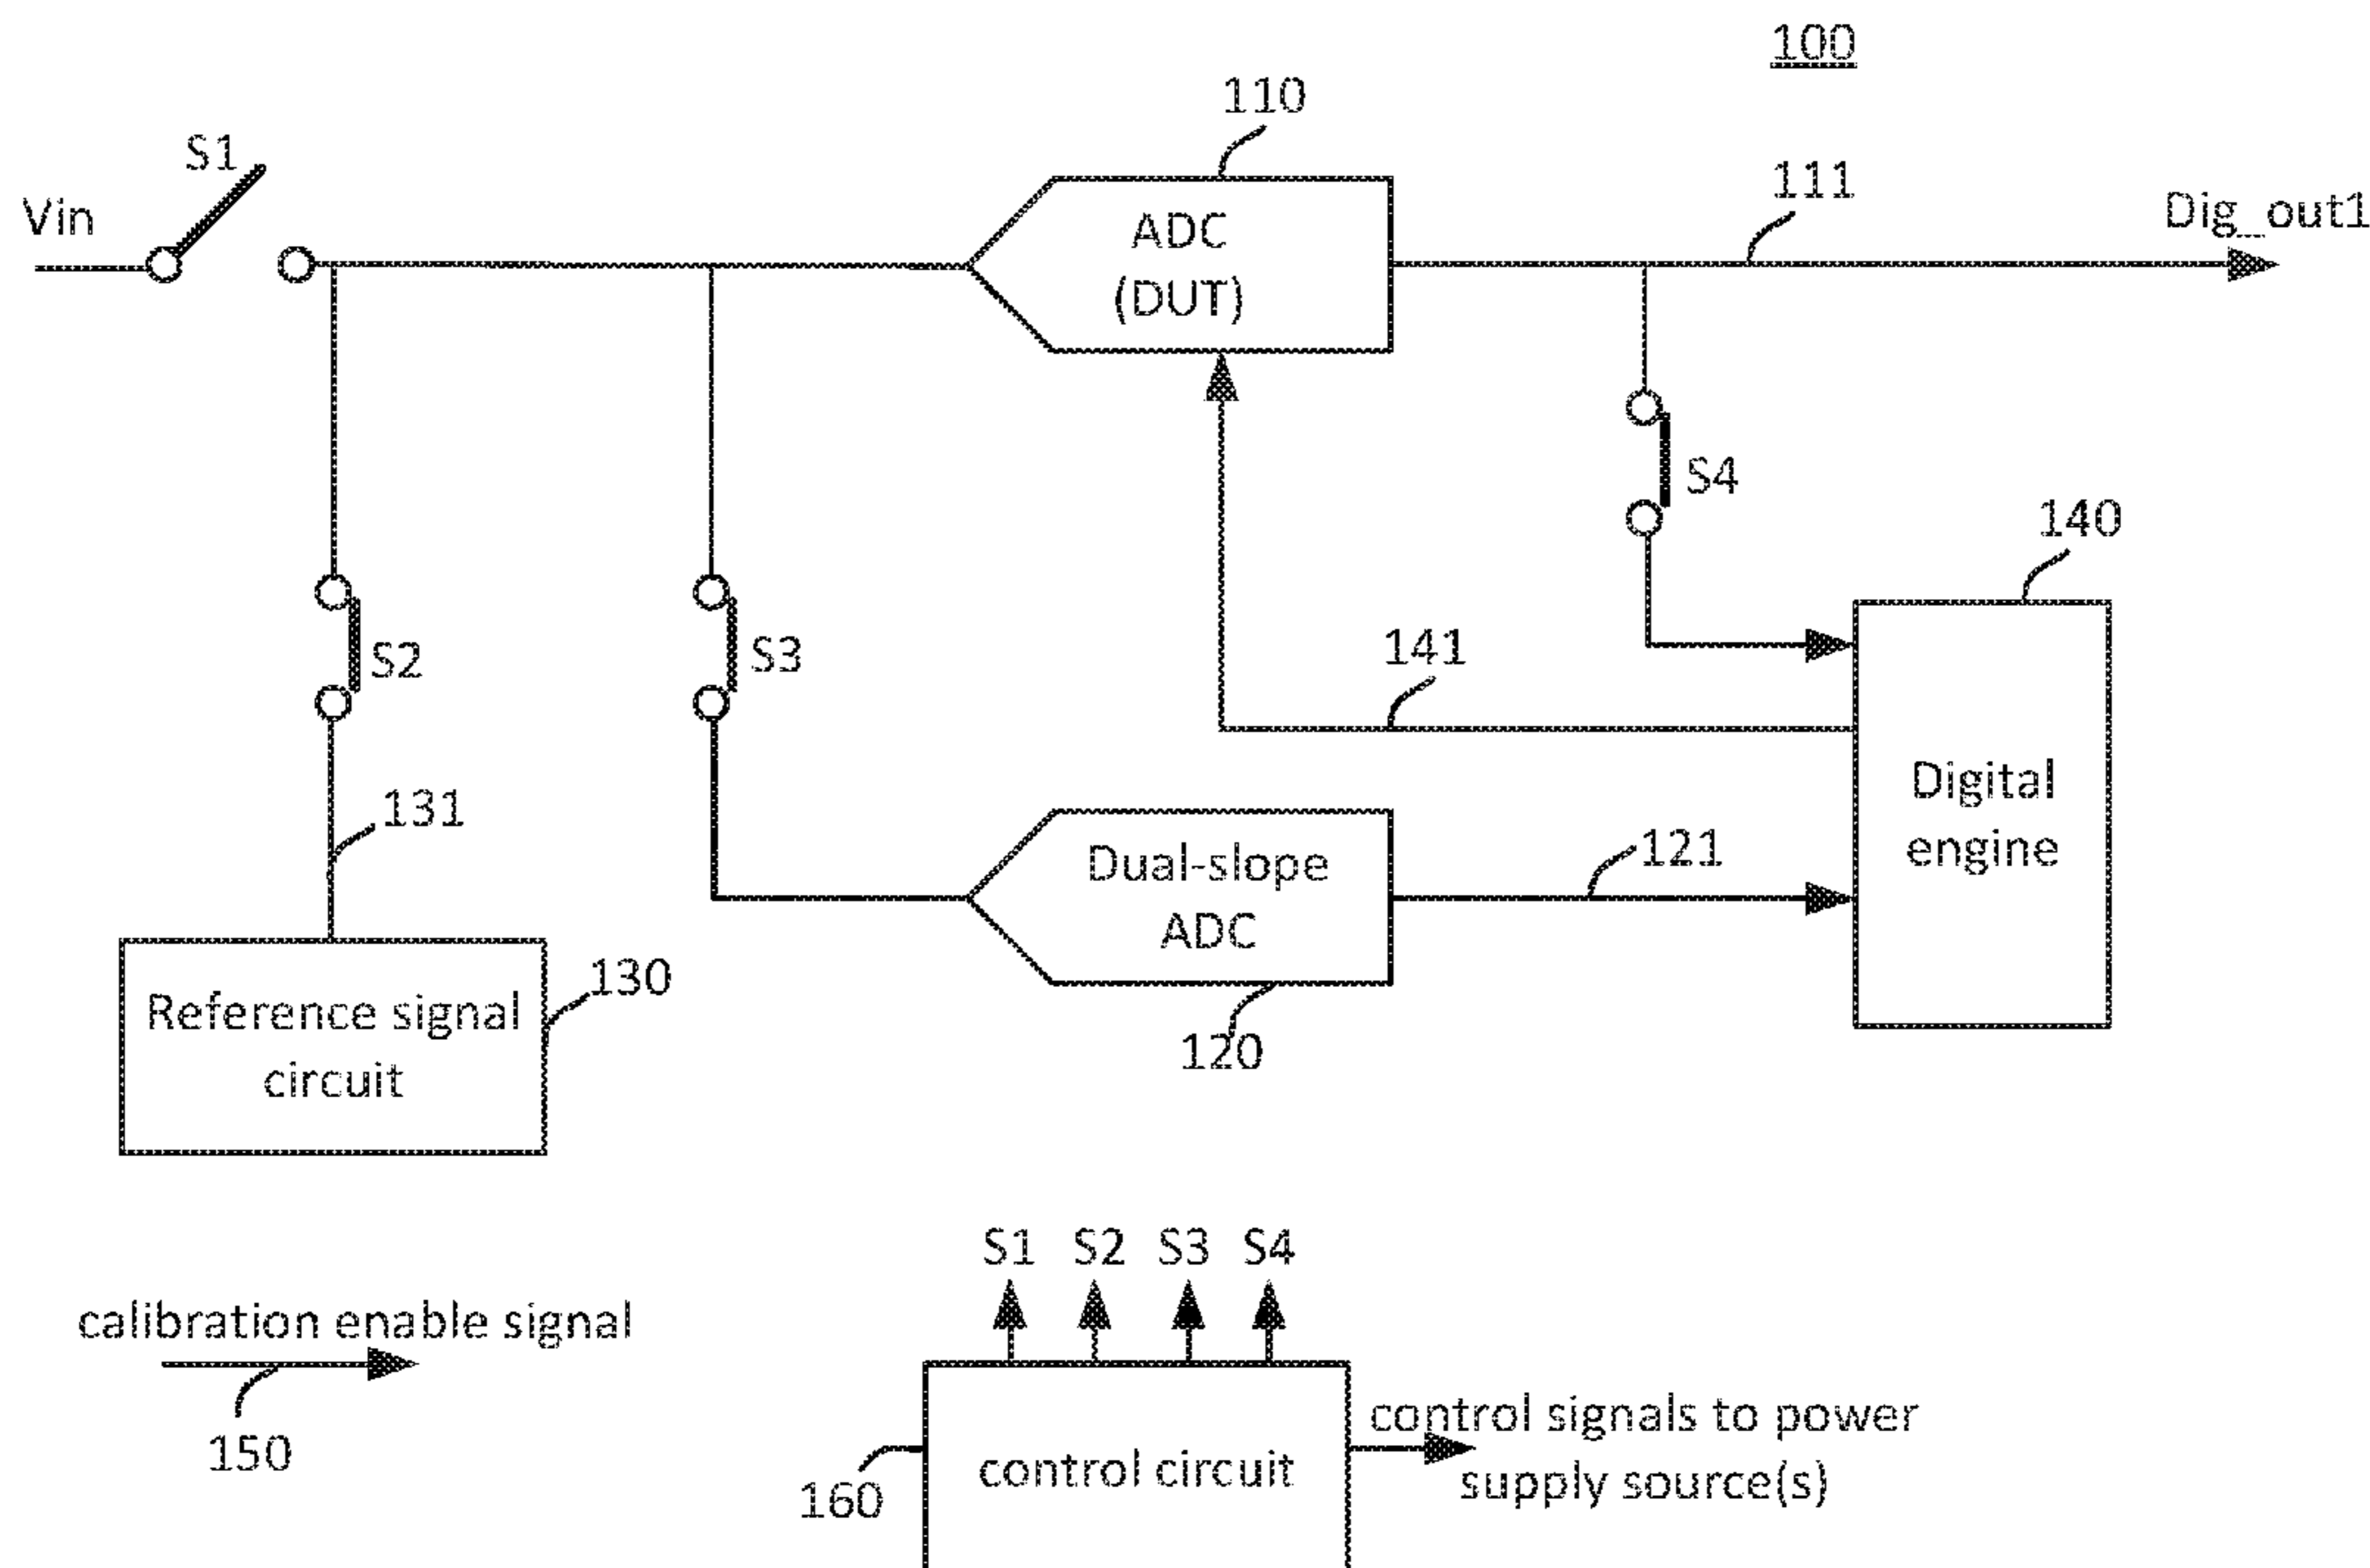 100
110
S1
Vin
ADC
(DUT)
111
Dig_out1
S4
140
S2
S3
141
131
Digital
engine
Dual-slope
ADC
121
120
Reference signal
circuit
130
S1 S2 S3 S4
calibration enable signal
150
control circuit
160
control signals to power
supply source(s)